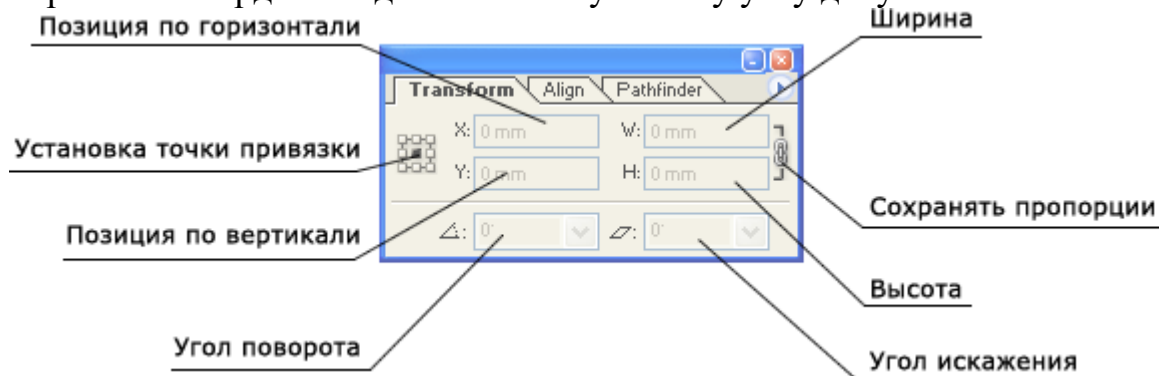 Позиция по горизонтали
Ширина
Transform Align Pathfinder
X: 0 mm W: 0 mm
Установка точки привязки
Y: 0 mm H: 0 mm
Сохранять пропорции
Позиция по вертикали
0° 0°
Высота
Угол поворота
Угол искажения